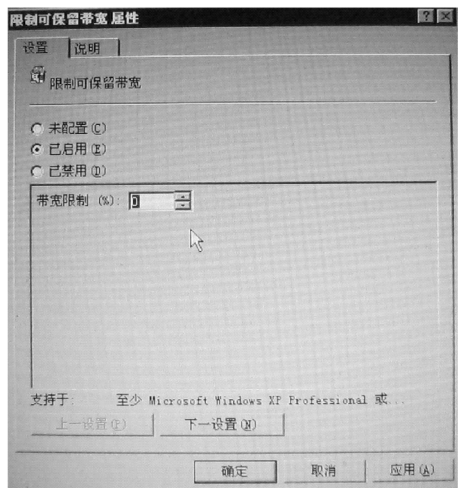 限制可保留带宽 属性
设置 说明
限制可保留带宽
未配置(C)
已启用(E)
已禁用(D)
带宽限制 (%): 0
支持于: 至少 Microsoft Windows XP Professional 或...
上一设置(P) 下一设置(N)
确定 取消 应用(A)